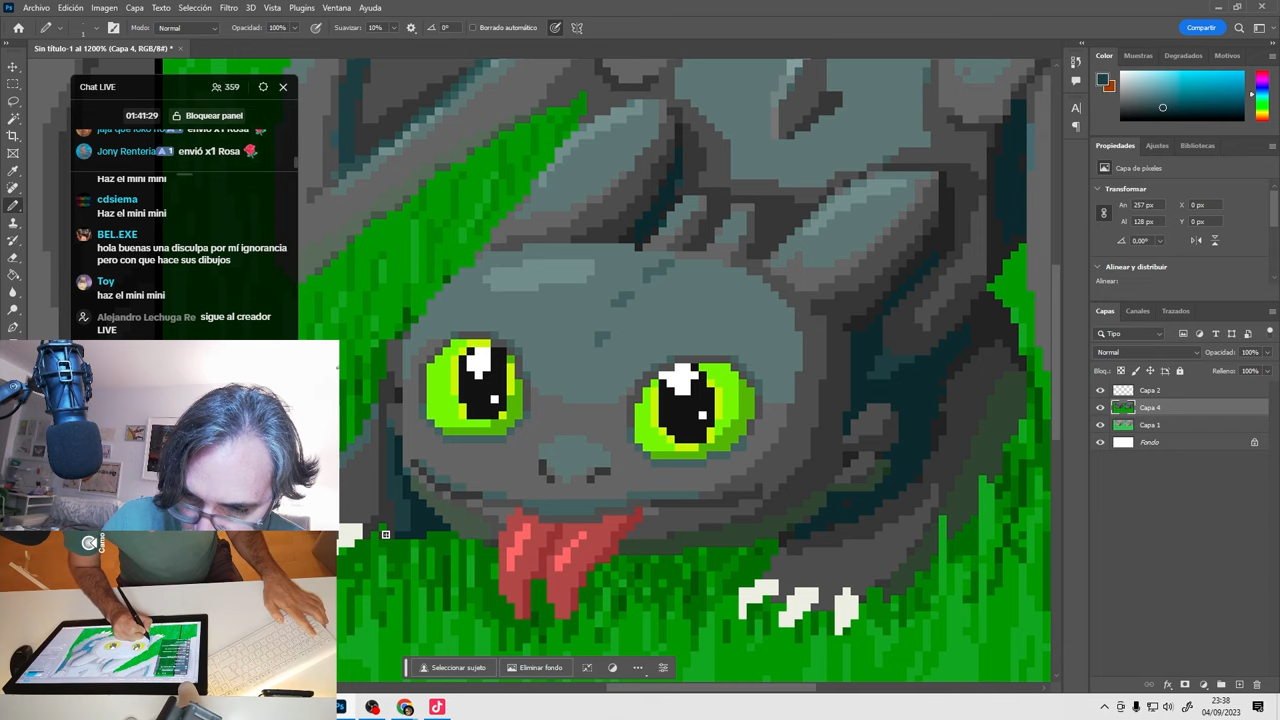 Archivo Edición Imagen Capa Texto Selección Filtro 3D Vista Plugins Ventana Ayuda
Modo: Normal Opacidad: 100% Suavizar: 10% 0° Borrado automático Compartir
Sin título-1 al 1200% (Capa 4, RGB/8#) * ×
Chat LIVE 359
01:41:29 Bloquear panel
A 1 envió x1 Rosa
Jony Renteria A 1 envió x1 Rosa
Haz el mini mini
cdsiema
Haz el mini mini
BEL.EXE
hola buenas una disculpa por mí ignorancia
pero con que hace sus dibujos
Toy
haz el mini mini
Alejandro Lechuga Re sigue al creador
LIVE
Camo
Seleccionar sujeto Eliminar fondo
Color Muestras Degradados Motivos
Propiedades Ajustes Bibliotecas
Capa de píxeles
Transformar
An 257 px X 0 px
Al 128 px Y 0 px
0,00°
Alinear y distribuir
Alinear:
Capas Canales Trazados
Tipo
Normal Opacidad: 100%
Bloq.: Relleno: 100%
Capa 2
Capa 4
Capa 1
Fondo
23:38
04/09/2023